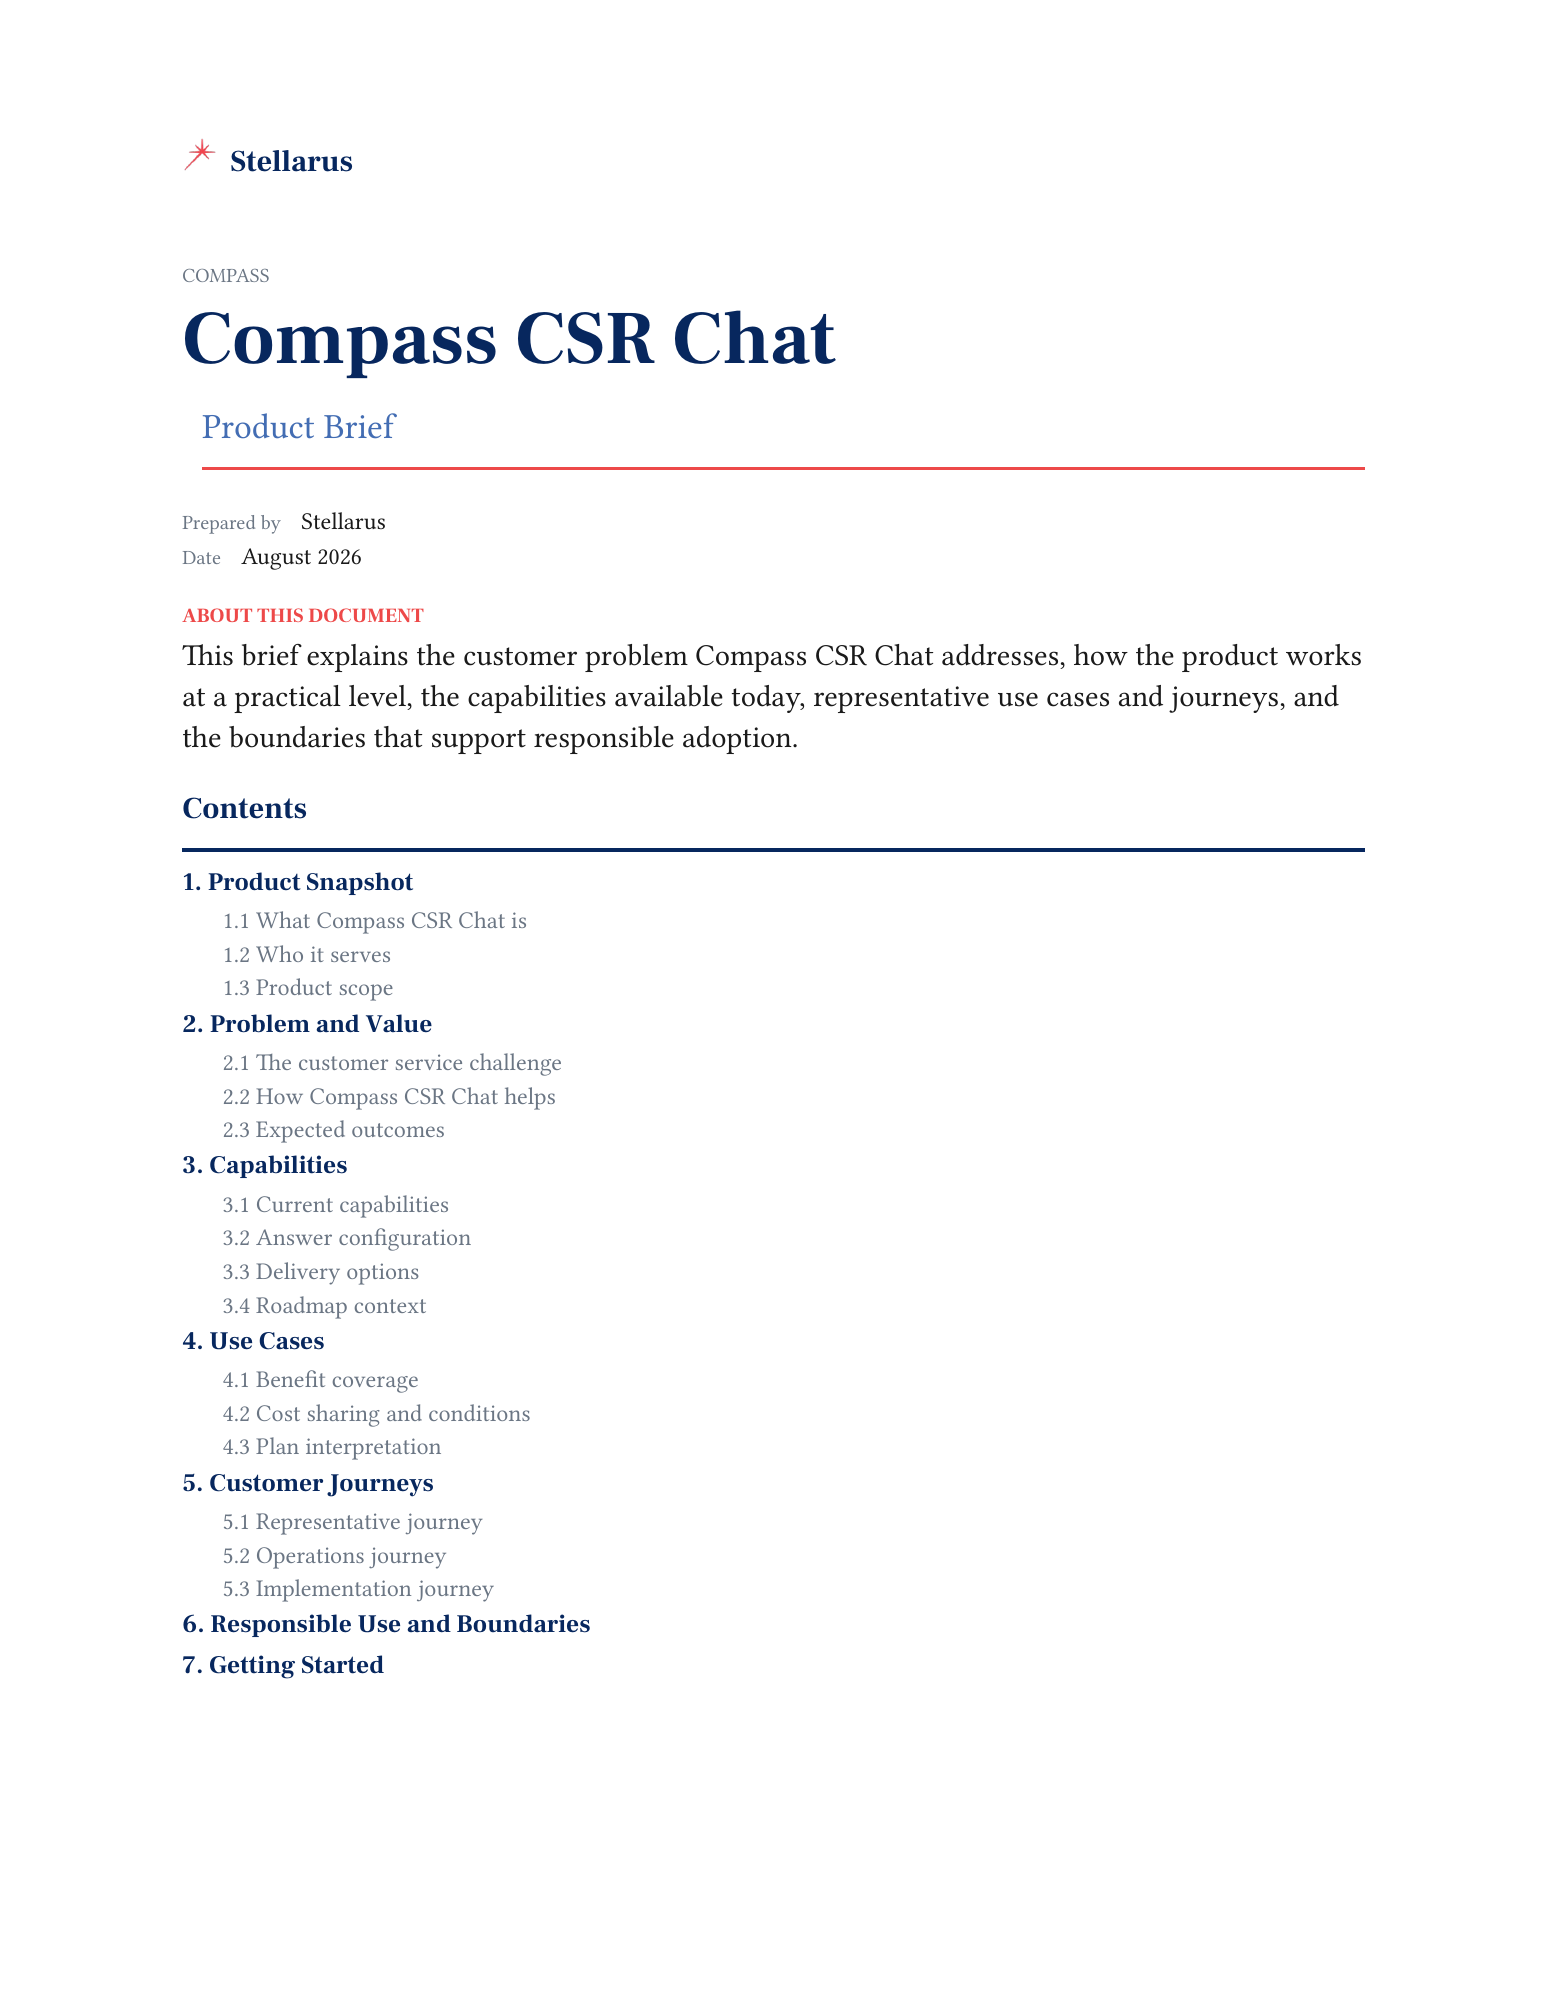 Stellarus
COMPASS
Compass CSR Chat
Product Brief
Prepared by Stellarus
Date August 2026
ABOUT THIS DOCUMENT
This brief explains the customer problem Compass CSR Chat addresses, how the product works
at a practical level, the capabilities available today, representative use cases and journeys, and
the boundaries that support responsible adoption.
Contents
1. Product Snapshot
1.1 What Compass CSR Chat is
1.2 Who it serves
1.3 Product scope
2. Problem and Value
2.1 The customer service challenge
2.2 How Compass CSR Chat helps
2.3 Expected outcomes
3. Capabilities
3.1 Current capabilities
3.2 Answer configuration
3.3 Delivery options
3.4 Roadmap context
4. Use Cases
4.1 Benefit coverage
4.2 Cost sharing and conditions
4.3 Plan interpretation
5. Customer Journeys
5.1 Representative journey
5.2 Operations journey
5.3 Implementation journey
6. Responsible Use and Boundaries
7. Getting Started